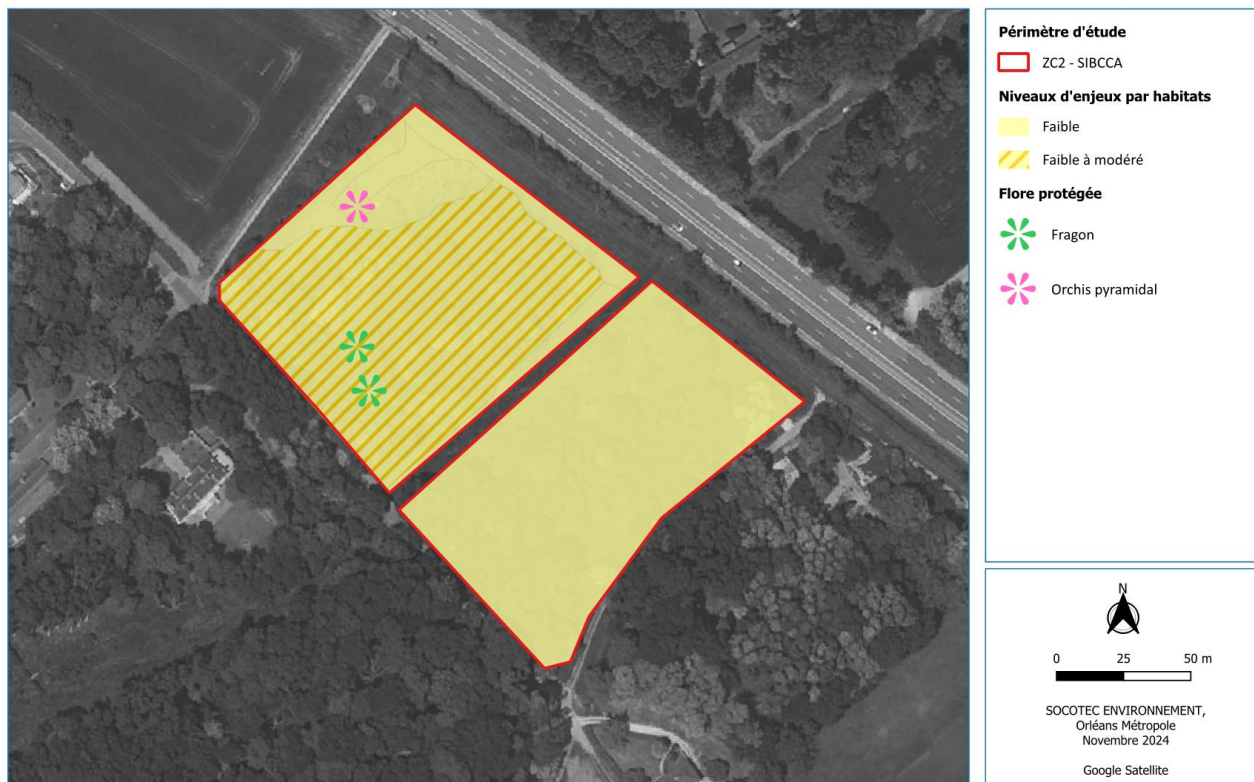 Périmètre d'étude
ZC2 - SIBCCA
Niveaux d'enjeux par habitats
Faible
Faible à modéré
Flore protégée
Fragon
Orchis pyramidal
N
0 25 50 m
SOCOTEC ENVIRONNEMENT,
Orléans Métropole
Novembre 2024
Google Satellite